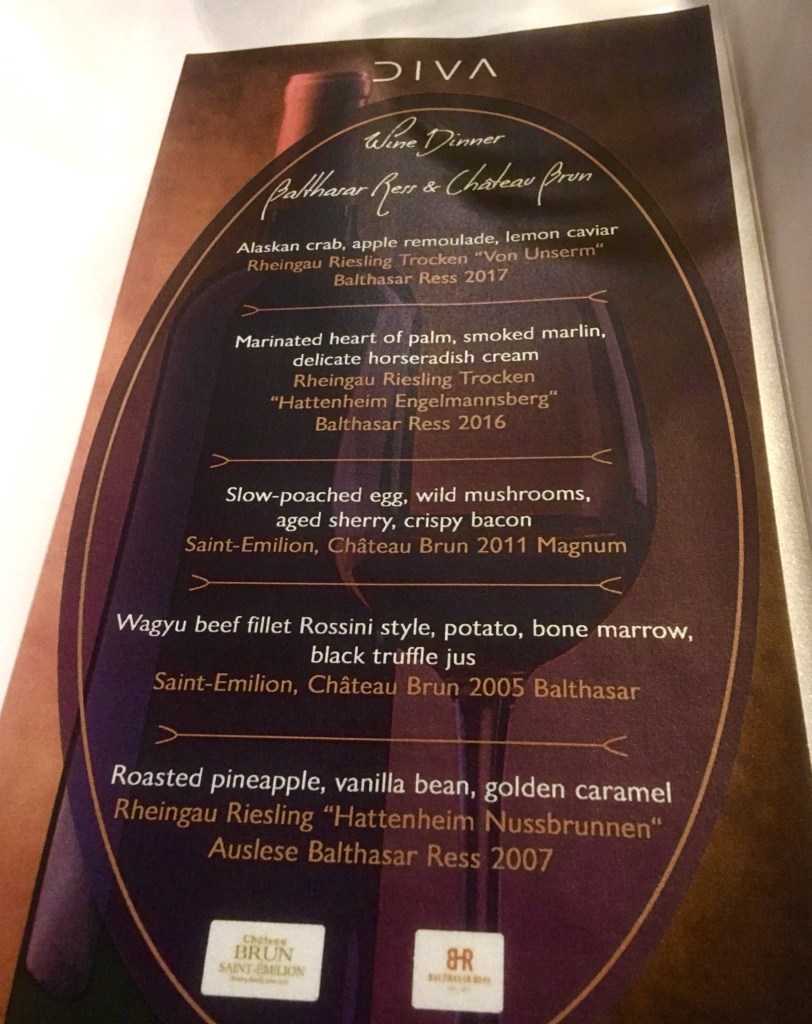 DIVA
Wine Dinner
Balthasar Ress & Château Brun
Alaskan crab, apple remoulade, lemon caviar
Rheingau Riesling Trocken "Von Unserm"
Balthasar Ress 2017
Marinated heart of palm, smoked marlin,
delicate horseradish cream
Rheingau Riesling Trocken
"Hattenheim Engelmannsberg"
Balthasar Ress 2016
Slow-poached egg, wild mushrooms,
aged sherry, crispy bacon
Saint-Emilion, Château Brun 2011 Magnum
Wagyu beef fillet Rossini style, potato, bone marrow,
black truffle jus
Saint-Emilion, Château Brun 2005 Balthasar
Roasted pineapple, vanilla bean, golden caramel
Rheingau Riesling "Hattenheim Nussbrunnen"
Auslese Balthasar Ress 2007
Château
BRUN
SAINT-ÉMILION
BR
BALTHASAR RESS